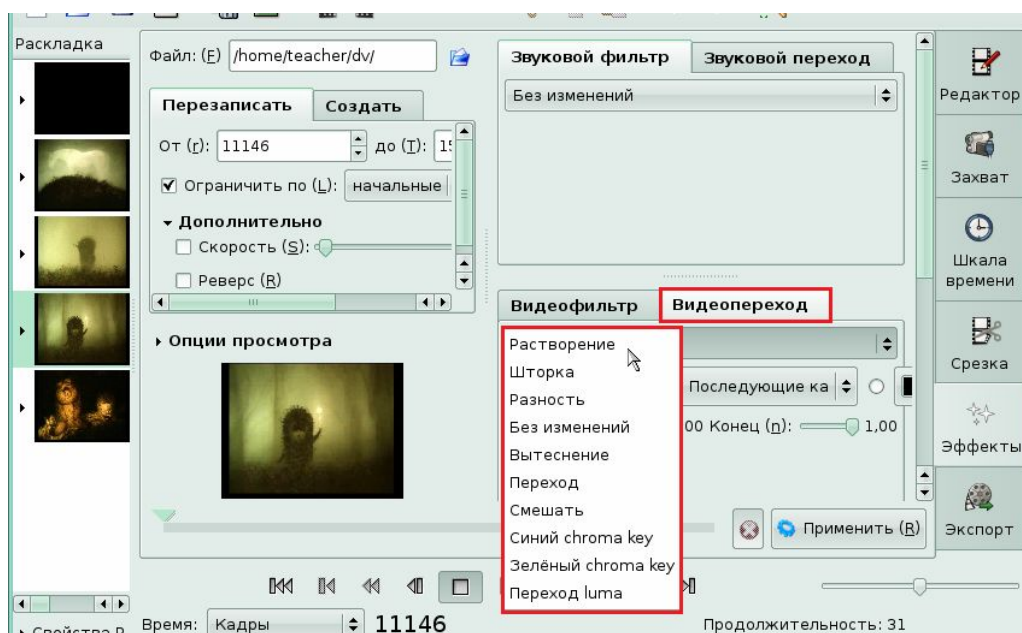 Раскладка
Файл: (F) /home/teacher/dv/
Перезаписать Создать
От (r): 11146 до (T): 15
Ограничить по (L): начальные
Дополнительно
Скорость (S):
Реверс (R)
Опции просмотра
Звуковой фильтр Звуковой переход
Без изменений
Видеофильтр Видеопереход
Растворение
Шторка
Разность
Без изменений
Вытеснение
Переход
Смешать
Синий chroma key
Зелёный chroma key
Переход luma
Последующие ка
00 Конец (n): 1,00
Применить (R)
Редактор
Захват
Шкала
времени
Срезка
Эффекты
Экспорт
Время: Кадры 11146
Продолжительность: 31